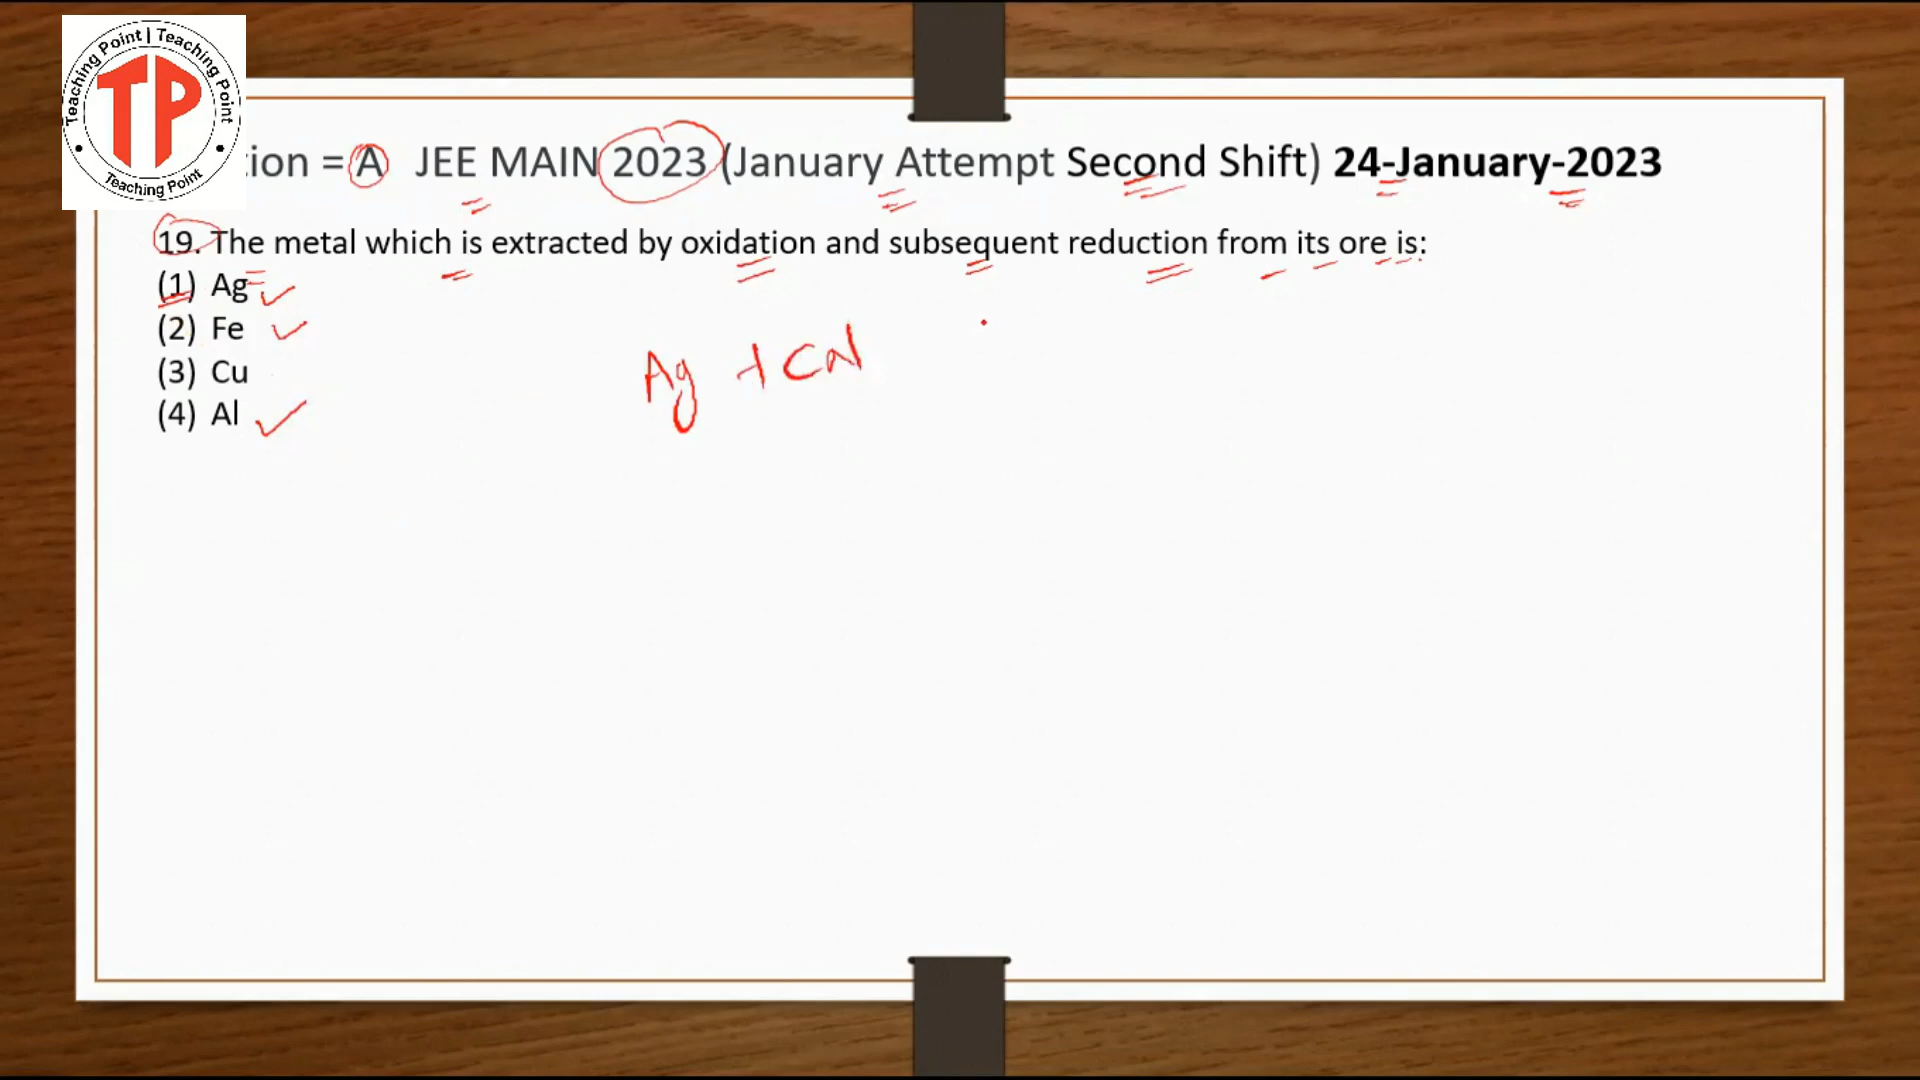 Teaching Point | Teaching Point
TP
Teaching Point
tion = A JEE MAIN 2023 (January Attempt Second Shift) 24-January-2023
19. The metal which is extracted by oxidation and subsequent reduction from its ore is:
(1) Ag
(2) Fe
(3) Cu
(4) Al
Ag + CN